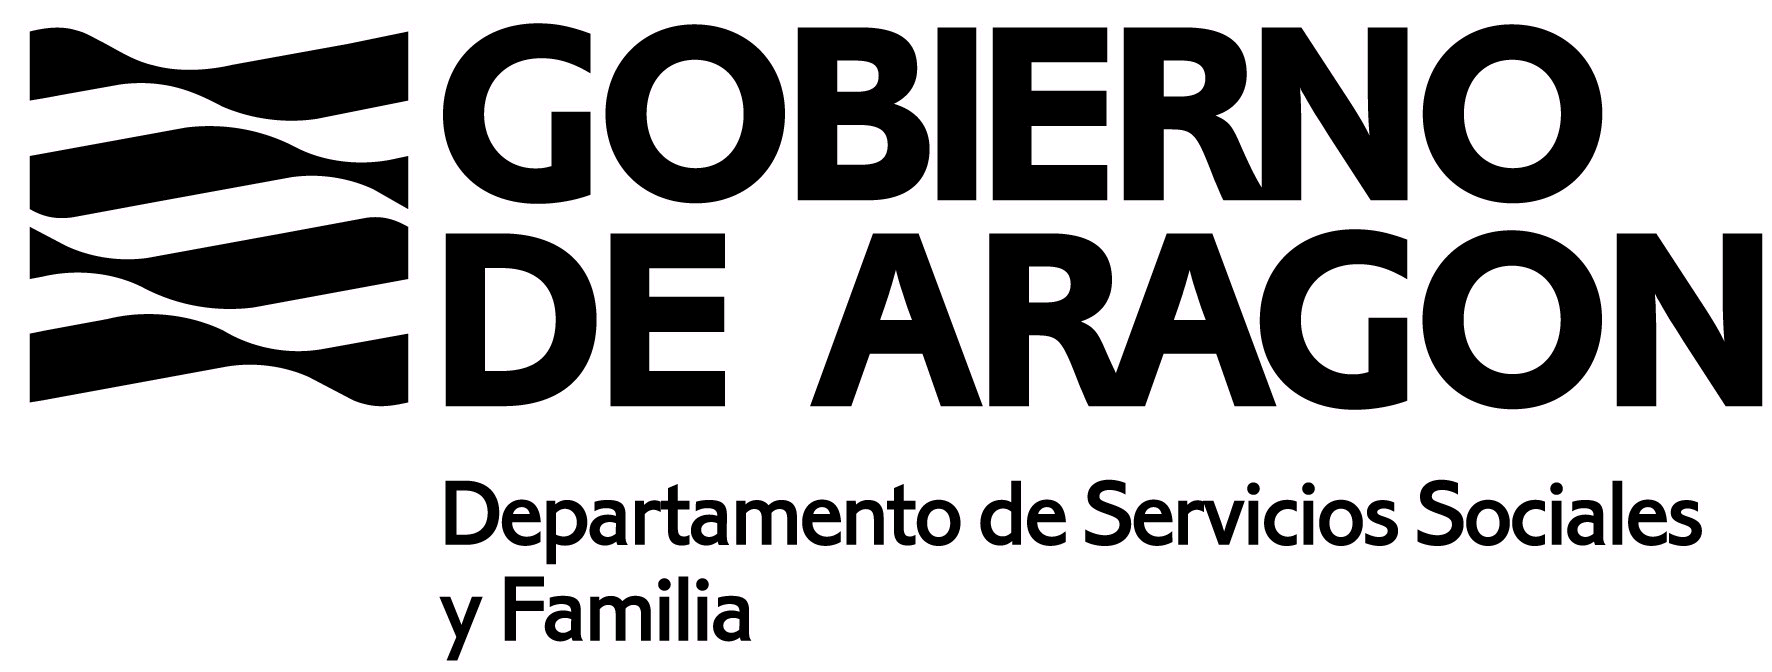 GOBIERNO
DE ARAGON
Departamento de Servicios Sociales
y Familia